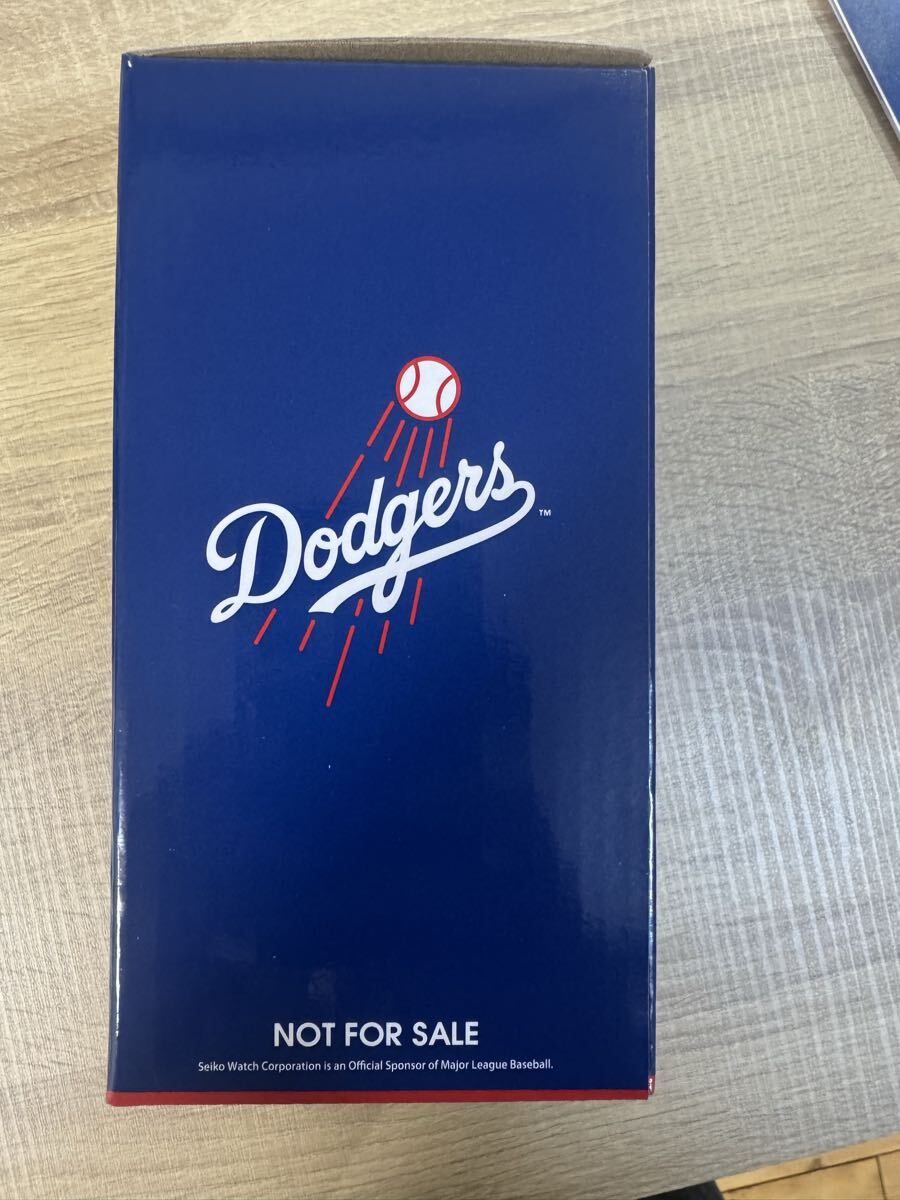 Dodgers™
NOT FOR SALE
Seiko Watch Corporation is an Official Sponsor of Major League Baseball.